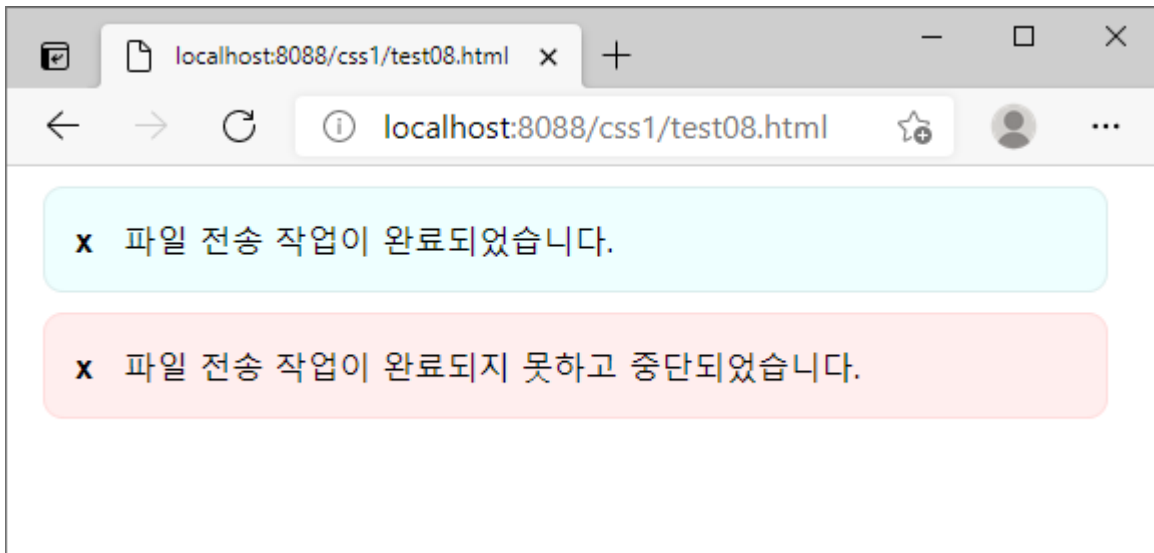 localhost:8088/css1/test08.html
localhost:8088/css1/test08.html
x 파일 전송 작업이 완료되었습니다.
x 파일 전송 작업이 완료되지 못하고 중단되었습니다.